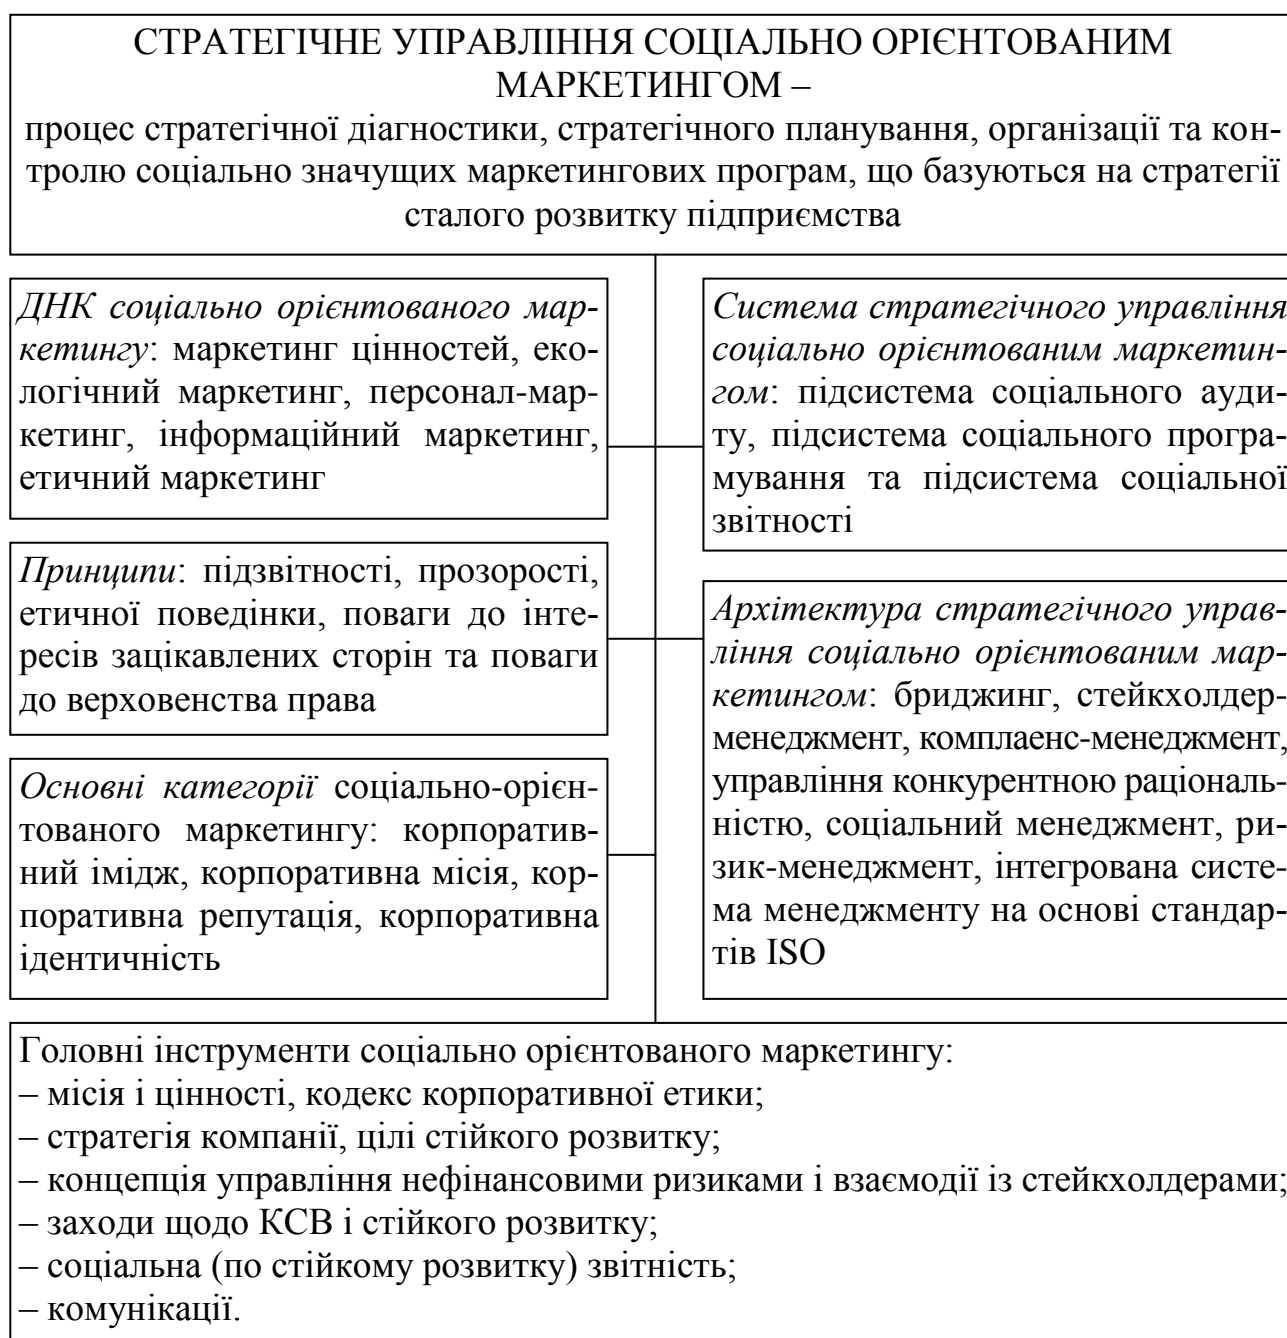 СТРАТЕГІЧНЕ УПРАВЛІННЯ СОЦІАЛЬНО ОРІЄНТОВАНИМ
МАРКЕТИНГОМ –
процес стратегічної діагностики, стратегічного планування, організації та кон-
тролю соціально значущих маркетингових програм, що базуються на стратегії
сталого розвитку підприємства
ДНК соціально орієнтованого мар-
кетингу: маркетинг цінностей, еко-
логічний маркетинг, персонал-мар-
кетинг, інформаційний маркетинг,
етичний маркетинг
Принципи: підзвітності, прозорості,
етичної поведінки, поваги до інте-
ресів зацікавлених сторін та поваги
до верховенства права
Основні категорії соціально-орієн-
тованого маркетингу: корпоратив-
ний імідж, корпоративна місія, кор-
поративна репутація, корпоративна
ідентичність
Система стратегічного управління
соціально орієнтованим маркетин-
гом: підсистема соціального ауди-
ту, підсистема соціального програ-
мування та підсистема соціальної
звітності
Архітектура стратегічного управ-
ління соціально орієнтованим мар-
кетингом: бриджинг, стейкхолдер-
менеджмент, комплаенс-менеджмент,
управління конкурентною раціональ-
ністю, соціальний менеджмент, ри-
зик-менеджмент, інтегрована систе-
ма менеджменту на основі стандар-
тів ISO
Головні інструменти соціально орієнтованого маркетингу:
– місія і цінності, кодекс корпоративної етики;
– стратегія компанії, цілі стійкого розвитку;
– концепція управління нефінансовими ризиками і взаємодії із стейкхолдерами;
– заходи щодо КСВ і стійкого розвитку;
– соціальна (по стійкому розвитку) звітність;
– комунікації.